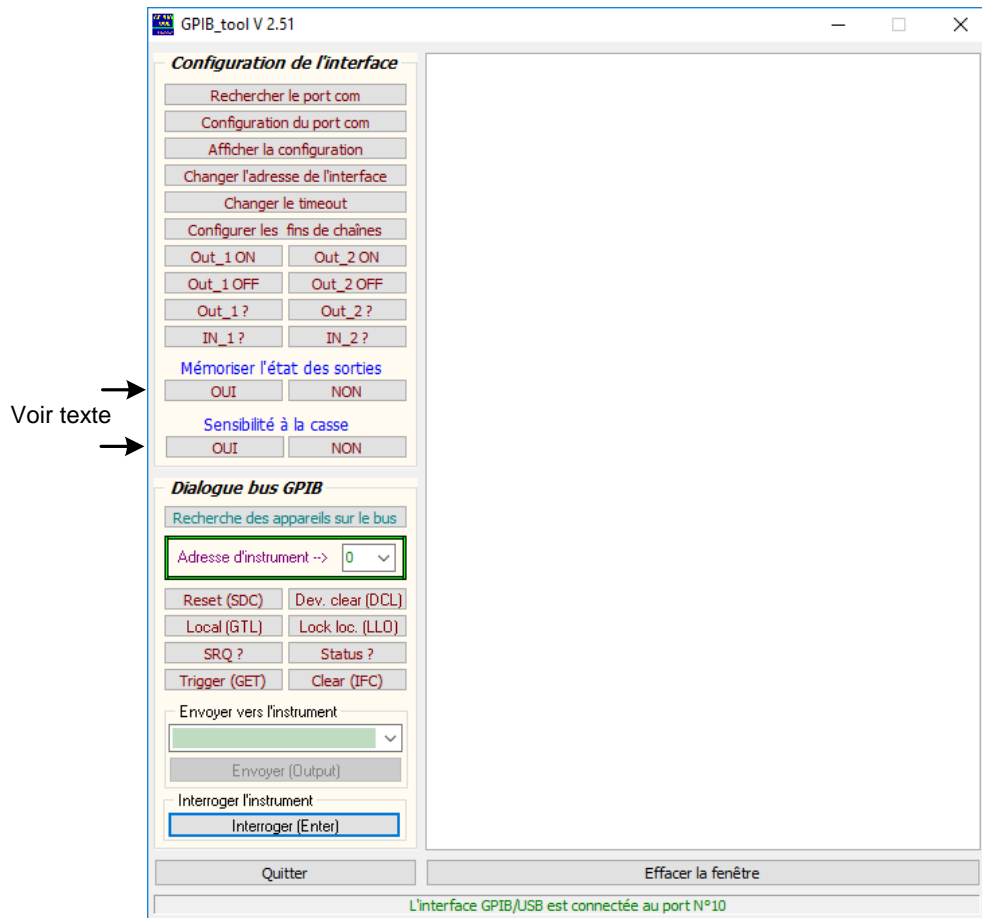 GPIB_tool V 2.51
Configuration de l'interface
Rechercher le port com
Configuration du port com
Afficher la configuration
Changer l'adresse de l'interface
Changer le timeout
Configurer les fins de chaînes
Out_1 ON Out_2 ON
Out_1 OFF Out_2 OFF
Out_1 ? Out_2 ?
IN_1 ? IN_2 ?
Mémoriser l'état des sorties
OUI NON
Voir texte
Sensibilité à la casse
OUI NON
Dialogue bus GPIB
Recherche des appareils sur le bus
Adresse d'instrument --> 0
Reset (SDC) Dev. clear (DCL)
Local (GTL) Lock loc. (LLO)
SRQ ? Status ?
Trigger (GET) Clear (IFC)
Envoyer vers l'instrument
Envoyer (Output)
Interroger l'instrument
Interroger (Enter)
Quitter Effacer la fenêtre
L'interface GPIB/USB est connectée au port N°10